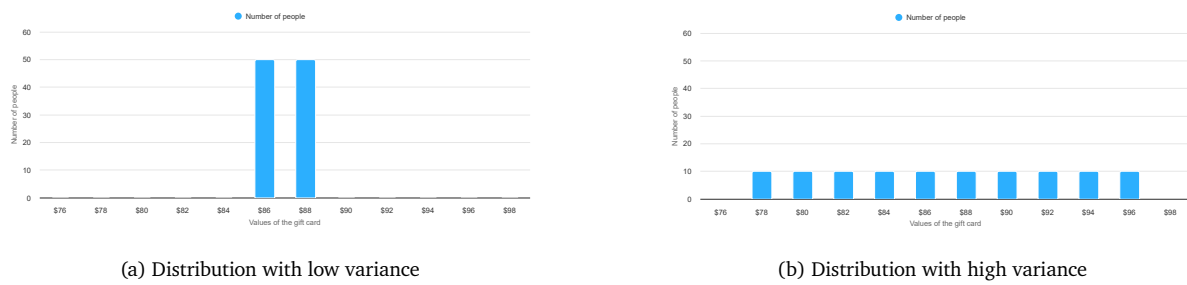 Number of people
60
50
40
30
20
10
0
Number of people
$76 $78 $80 $82 $84 $86 $88 $90 $92 $94 $96 $98
Values of the gift card
(a) Distribution with low variance
Number of people
60
50
40
30
20
10
0
Number of people
$76 $78 $80 $82 $84 $86 $88 $90 $92 $94 $96 $98
Values of the gift card
(b) Distribution with high variance